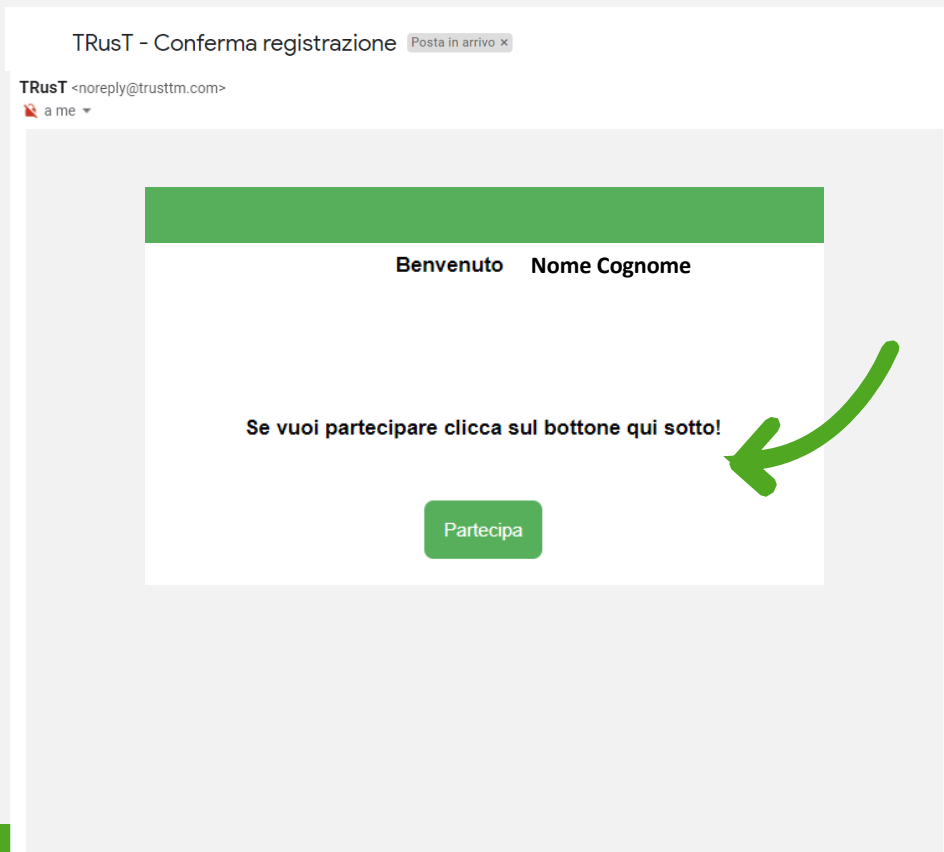 TRusT - Conferma registrazione Posta in arrivo ×
TRusT <noreply@trusttm.com>
a me
Benvenuto Nome Cognome
Se vuoi partecipare clicca sul bottone qui sotto!
Partecipa